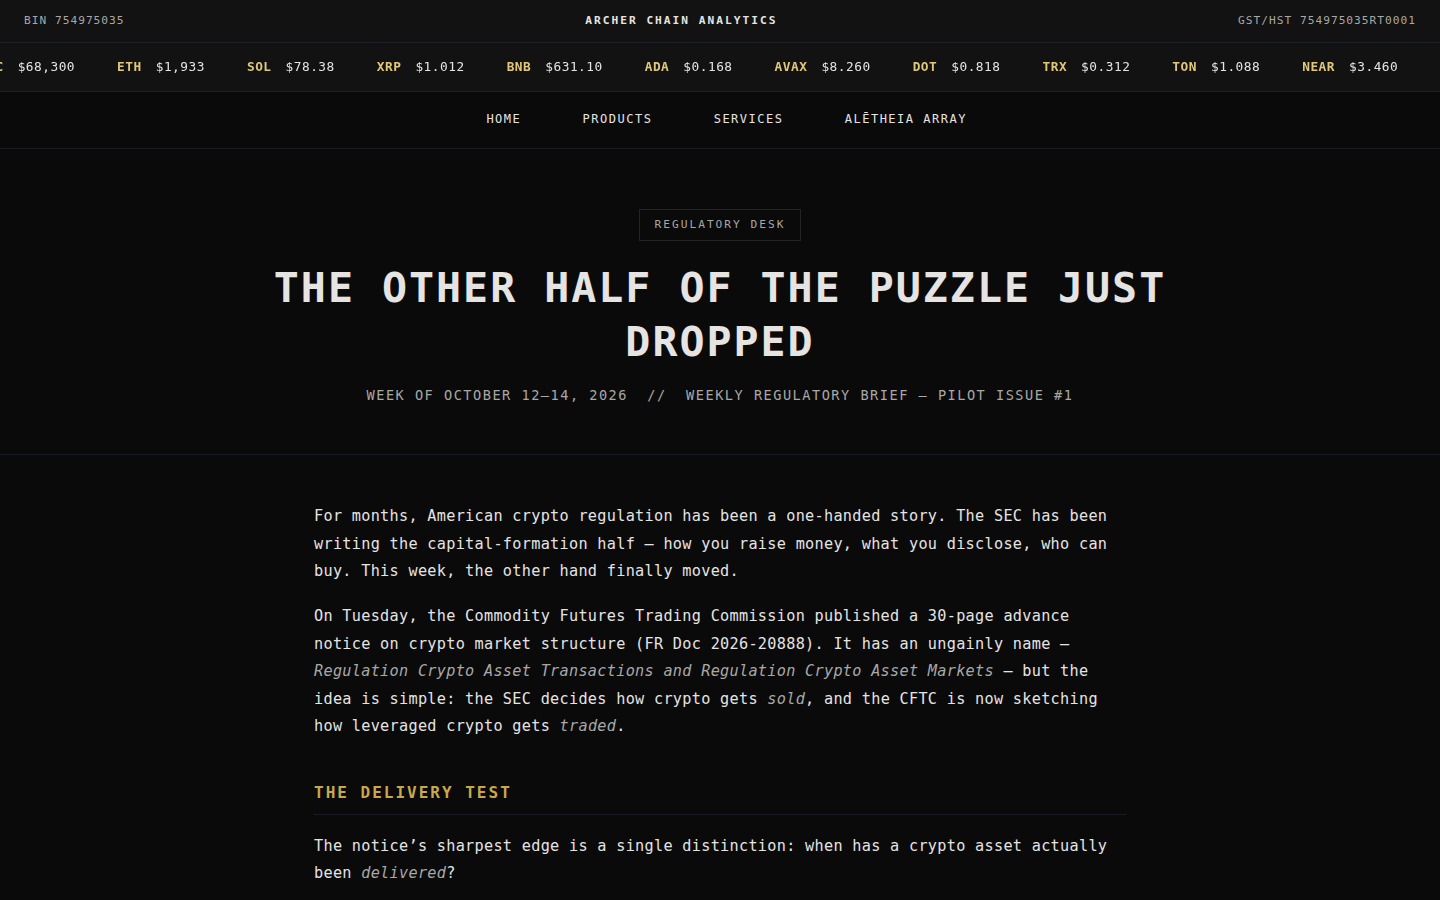 BIN 754975035
ARCHER CHAIN ANALYTICS
GST/HST 754975035RT0001
$68,300 ETH $1,933 SOL $78.38 XRP $1.012 BNB $631.10 ADA $0.168 AVAX $8.260 DOT $0.818 TRX $0.312 TON $1.088 NEAR $3.460
HOME PRODUCTS SERVICES ALĒTHEIA ARRAY
REGULATORY DESK
THE OTHER HALF OF THE PUZZLE JUST
DROPPED
WEEK OF OCTOBER 12–14, 2026 // WEEKLY REGULATORY BRIEF — PILOT ISSUE #1
For months, American crypto regulation has been a one-handed story. The SEC has been
writing the capital-formation half — how you raise money, what you disclose, who can
buy. This week, the other hand finally moved.
On Tuesday, the Commodity Futures Trading Commission published a 30-page advance
notice on crypto market structure (FR Doc 2026-20888). It has an ungainly name —
Regulation Crypto Asset Transactions and Regulation Crypto Asset Markets — but the
idea is simple: the SEC decides how crypto gets sold, and the CFTC is now sketching
how leveraged crypto gets traded.
THE DELIVERY TEST
The notice’s sharpest edge is a single distinction: when has a crypto asset actually
been delivered?